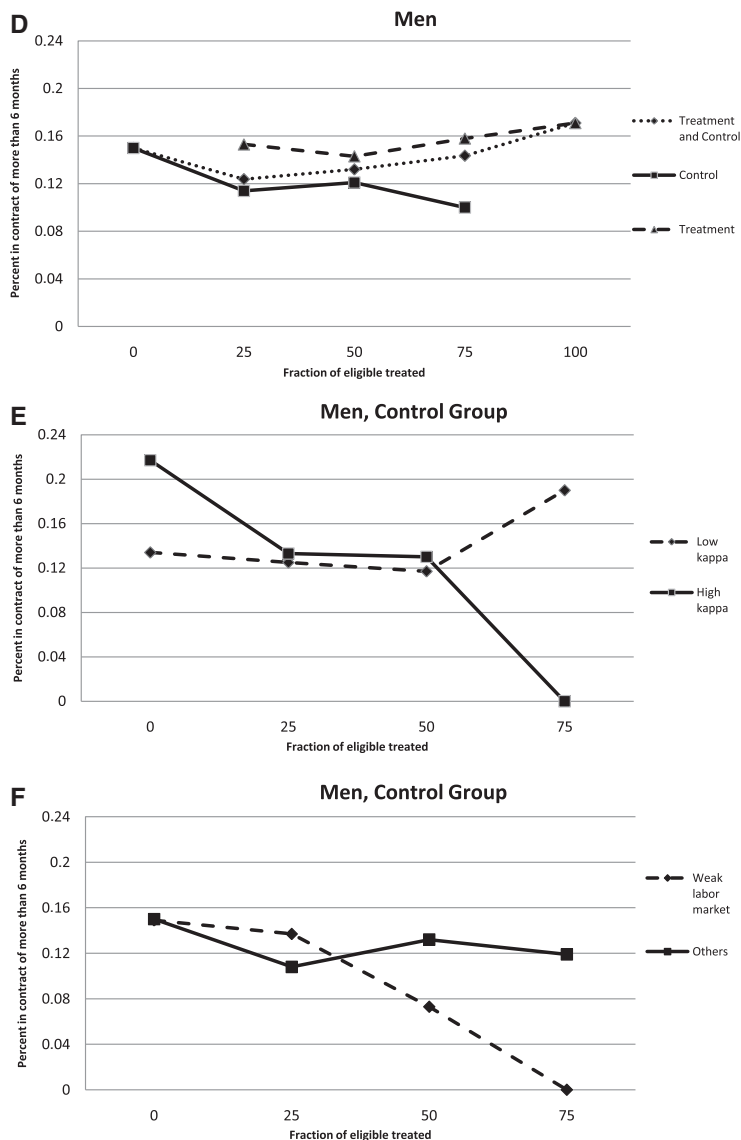 D
Men
0.24
0.2
0.16
0.12
0.08
0.04
0
Percent in contract of more than 6 months
0 25 50 75 100
Fraction of eligible treated
Treatment
and Control
Control
Treatment
E
Men, Control Group
0.24
0.2
0.16
0.12
0.08
0.04
0
Percent in contract of more than 6 months
0 25 50 75
Fraction of eligible treated
Low
kappa
High
kappa
F
Men, Control Group
0.24
0.2
0.16
0.12
0.08
0.04
0
Percent in contract of more than 6 months
0 25 50 75
Fraction of eligible treated
Weak
labor
market
Others